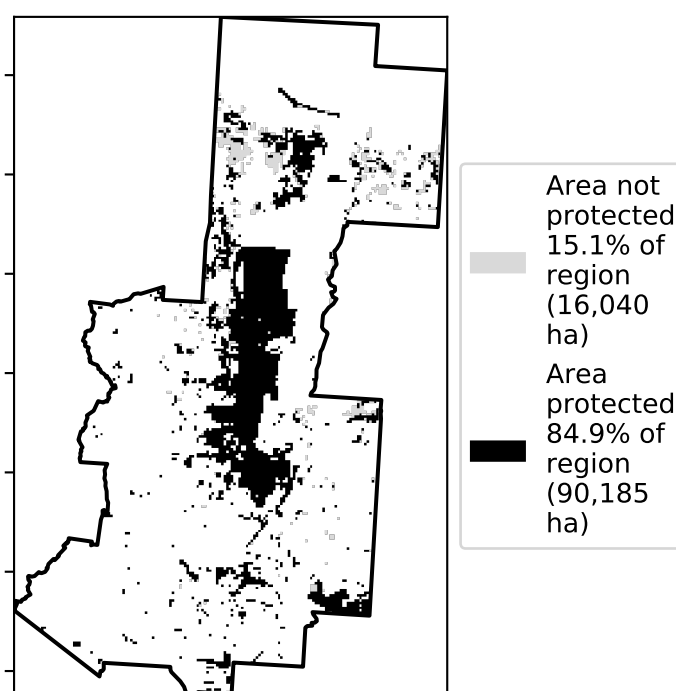 Area not
protected
15.1% of
region
(16,040
ha)
Area
protected
84.9% of
region
(90,185
ha)